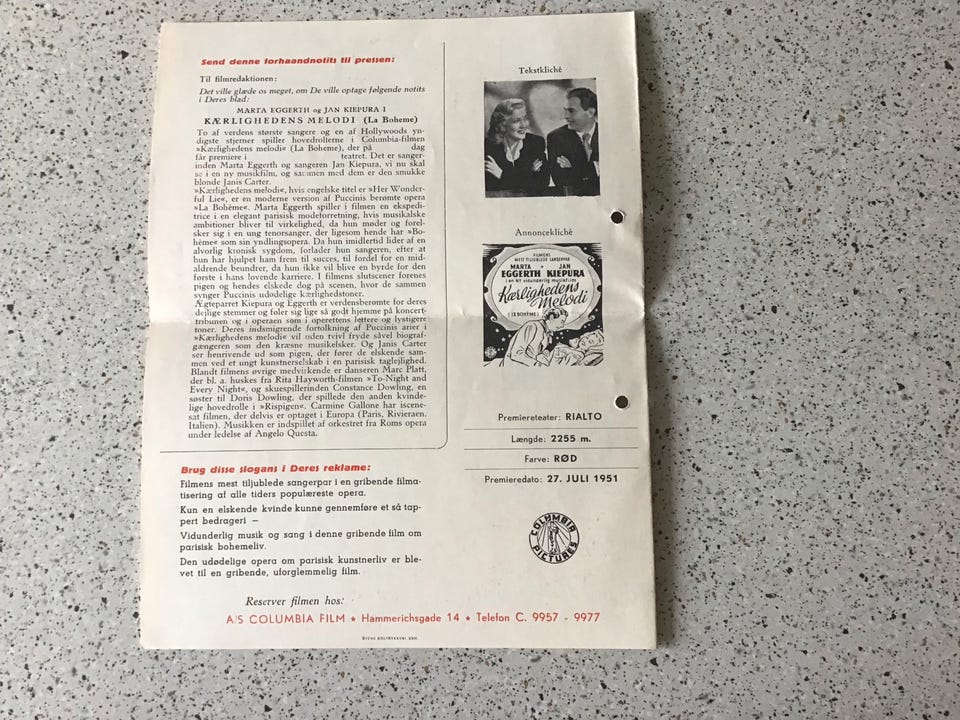 Send denne forhaandnotits til pressen:
Til filmredaktionen:
Det ville glæde os meget, om De ville optage følgende notits
i Deres blad:
MARTA EGGERTH og JAN KIEPURA I
KÆRLIGHEDENS MELODI (La Boheme)
To af verdens største sangere og en af Hollywoods yn-
digste stjerner spiller hovedrollerne i Columbia-filmen
»Kærlighedens melodi« (La Boheme), der på dag
får premiere i teatret. Det er sanger-
inden Marta Eggerth og sangeren Jan Kiepura, vi nu skal
se i en ny musikfilm, og sammen med dem er den smukke
blonde Janis Carter.
»Kærlighedens melodi«, hvis engelske titel er »Her Wonder-
ful Lie«, er en moderne version af Puccinis berømte opera
»La Bohème«. Marta Eggerth spiller i filmen en ekspedi-
trice i en elegant parisisk modeforretning, hvis musikalske
ambitioner bliver til virkelighed, da hun møder og forel-
sker sig i en ung tenorsanger, der ligesom hende har »Bo-
hème« som sin yndlingsopera. Da hun imidlertid lider af en
alvorlig kronisk sygdom, forlader hun sangeren, efter at
hun har hjulpet ham frem til succes, til fordel for en mid-
aldrende beundrer, da hun ikke vil blive en byrde for den
første i hans lovende karriere. I filmens slutscener forenes
pigen og hendes elskede dog på scenen, hvor de sammen
synger Puccinis udødelige kærlighedstoner.
Ægteparret Kiepura og Eggerth er verdensberømte for deres
dejlige stemmer og føler sig lige så godt hjemme på koncert-
tribunen og i operaen som i operettens lettere og lystigere
toner. Deres indsmigrende fortolkning af Puccinis arier i
»Kærlighedens melodi« vil uden tvivl fryde såvel biograf-
gængeren som den kræsne musikelsker. Og Janis Carter
ser henrivende ud som pigen, der fører de elskende sam-
men ved et ungt kunstnerselskab i en parisisk taglejlighed.
Blandt filmens øvrige medvirkende er danseren Marc Platt,
der bl. a. huskes fra Rita Hayworth-filmen »To-Night and
Every Night«, og skuespillerinden Constance Dowling, en
søster til Doris Dowling, der spillede den anden kvinde-
lige hovedrolle i »Rispigen«. Carmine Gallone har iscene-
sat filmen, der delvis er optaget i Europa (Paris, Rivieraen,
Italien). Musikken er indspillet af orkestret fra Roms opera
under ledelse af Angelo Questa.
Brug disse slogans i Deres reklame:
Filmens mest tiljublede sangerpar i en gribende filma-
tisering af alle tiders populæreste opera.
Kun en elskende kvinde kunne gennemføre et så tap-
pert bedrageri —
Vidunderlig musik og sang i denne gribende film om
parisisk bohemeliv.
Den udødelige opera om parisisk kunstnerliv er ble-
vet til en gribende, uforglemmelig film.
Tekstkliché
Annonceklichè
FILMENS
MEST TILJUBLEDE SANGERPAR
MARTA JAN
EGGERTH KIEPURA
i en NY vidunderlig musikfilm
Kærlighedens
Melodi
(LA BOHÈME)
Premiereteater: RIALTO
Længde: 2255 m.
Farve: RØD
Premieredato: 27. JULI 1951
COLUMBIA
PICTURES
Reserver filmen hos:
A/S COLUMBIA FILM ★ Hammerichsgade 14 ★ Telefon C. 9957 - 9977